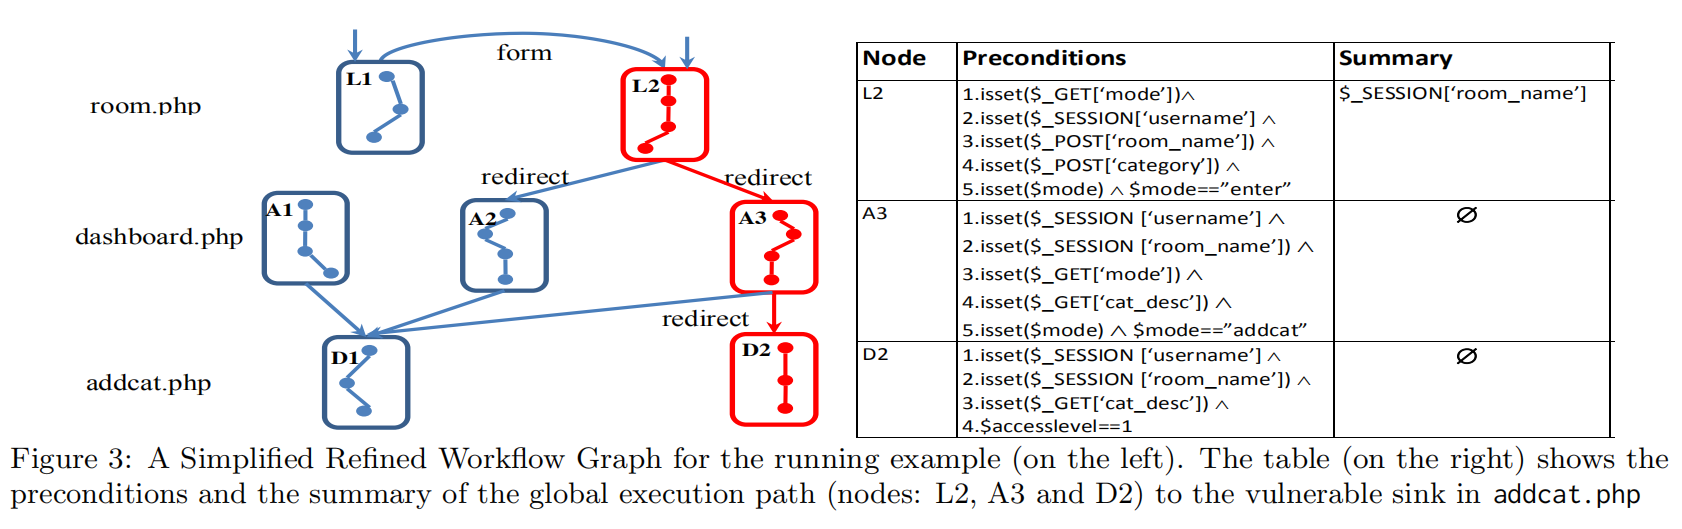 form
L1
L2
room.php
redirect
redirect
A1
A2
A3
dashboard.php
redirect
D1
D2
addcat.php
Node Preconditions Summary
L2 1.isset($_GET[‘mode’])∧ $_SESSION[‘room_name’]
2.isset($_SESSION[‘username’] ∧
3.isset($_POST[‘room_name’]) ∧
4.isset($_POST[‘category’]) ∧
5.isset($mode) ∧ $mode==”enter”
A3 1.isset($_SESSION [‘username’] ∧ ∅
2.isset($_SESSION [‘room_name’]) ∧
3.isset($_GET[‘mode’]) ∧
4.isset($_GET[‘cat_desc’]) ∧
5.isset($mode) ∧ $mode==”addcat”
D2 1.isset($_SESSION [‘username’] ∧ ∅
2.isset($_SESSION [‘room_name’]) ∧
3.isset($_GET[‘cat_desc’]) ∧
4.$accesslevel==1
Figure 3: A Simplified Refined Workflow Graph for the running example (on the left). The table (on the right) shows the
preconditions and the summary of the global execution path (nodes: L2, A3 and D2) to the vulnerable sink in addcat.php